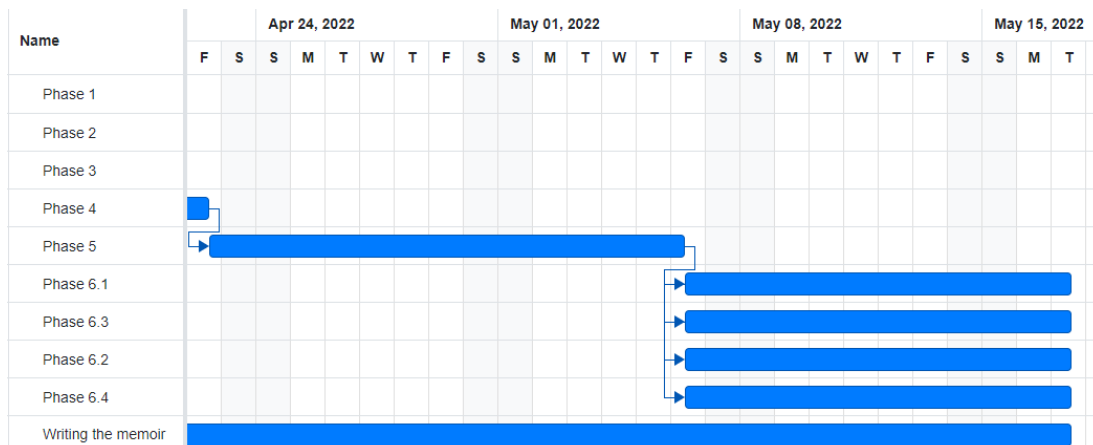 Name
Apr 24, 2022 May 01, 2022 May 08, 2022 May 15, 2022
F S S M T W T F S S M T W T F S S M T W T F S S M T
Phase 1
Phase 2
Phase 3
Phase 4
Phase 5
Phase 6.1
Phase 6.3
Phase 6.2
Phase 6.4
Writing the memoir